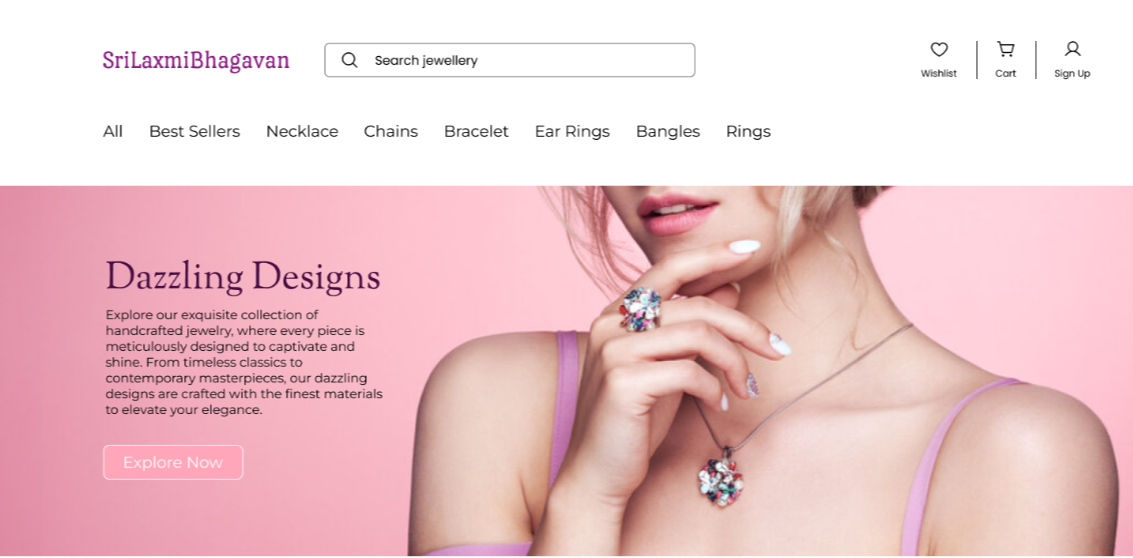 SriLaxmiBhagavan
Search jewellery
Wishlist
Cart
Sign Up
All
Best Sellers
Necklace
Chains
Bracelet
Ear Rings
Bangles
Rings
Dazzling Designs
Explore our exquisite collection of
handcrafted jewelry, where every piece is
meticulously designed to captivate and
shine. From timeless classics to
contemporary masterpieces, our dazzling
designs are crafted with the finest materials
to elevate your elegance.
Explore Now